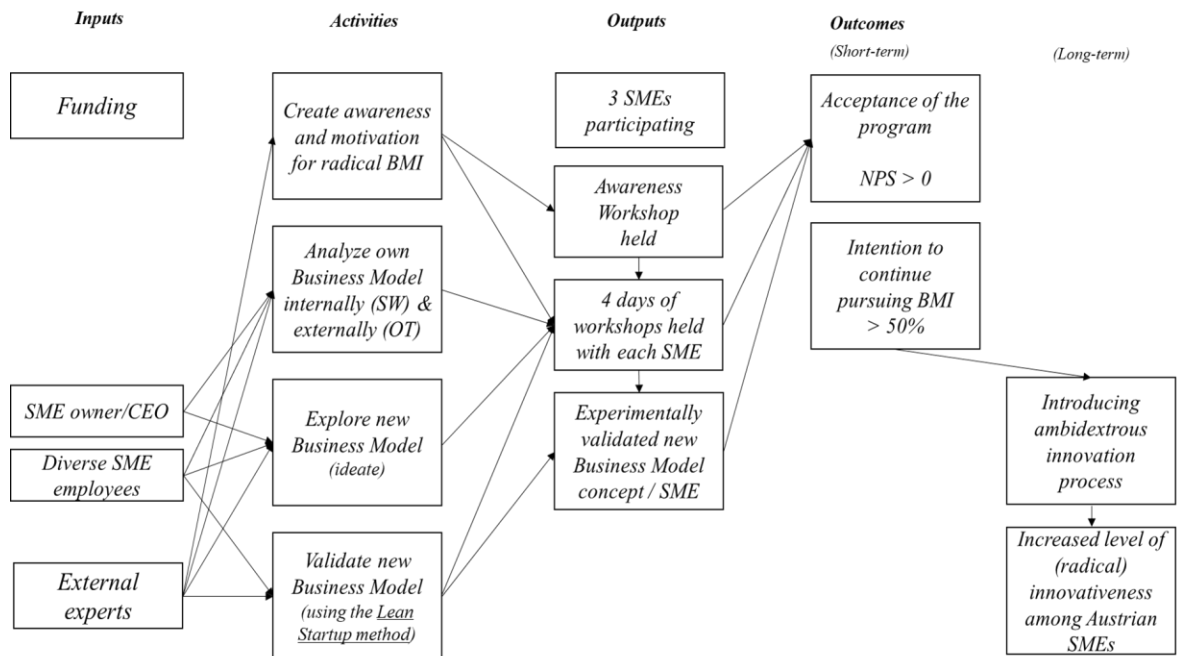 Inputs
Activities
Outputs
Outcomes
(Short-term)
(Long-term)
Funding
SME owner/CEO
Diverse SME
employees
External
experts
Create awareness
and motivation
for radical BMI
Analyze own
Business Model
internally (SW) &
externally (OT)
Explore new
Business Model
(ideate)
Validate new
Business Model
(using the Lean
Startup method)
3 SMEs
participating
Awareness
Workshop
held
4 days of
workshops held
with each SME
Experimentally
validated new
Business Model
concept / SME
Acceptance of the
program
NPS > 0
Intention to
continue
pursuing BMI
> 50%
Introducing
ambidextrous
innovation
process
Increased level of
(radical)
innovativeness
among Austrian
SMEs